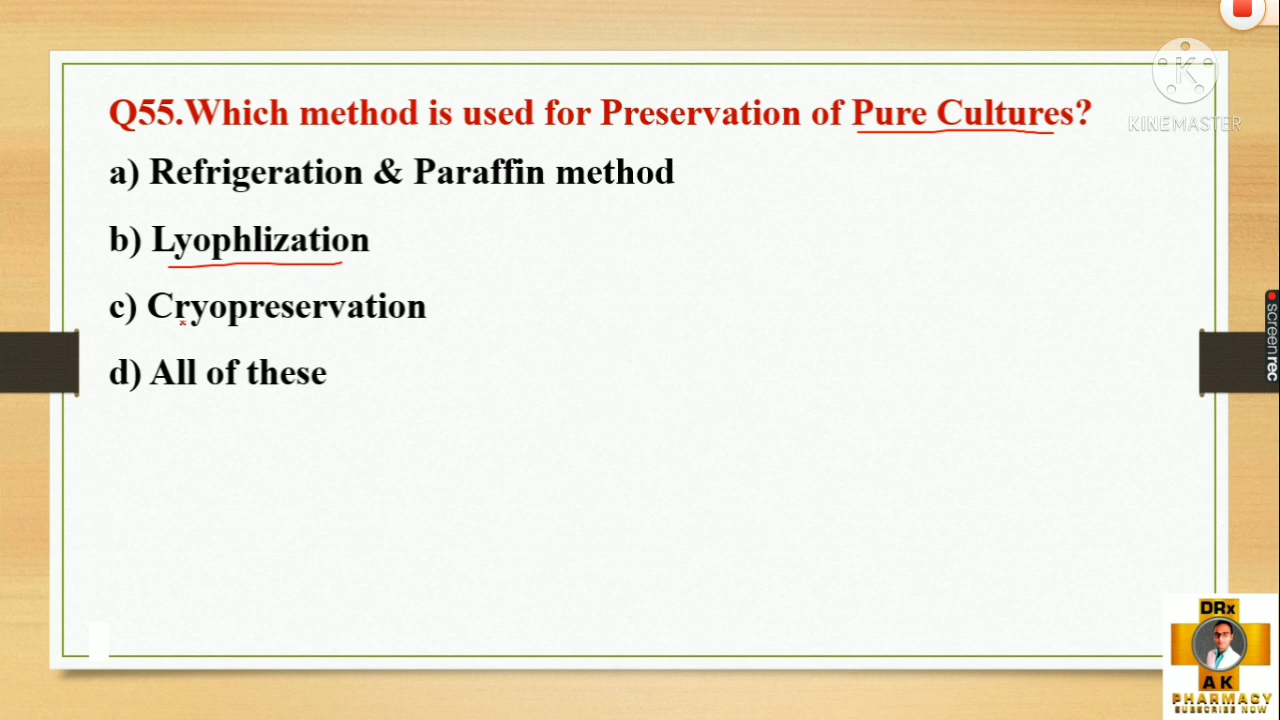 Q55.Which method is used for Preservation of Pure Cultures?
KINEMASTER
a) Refrigeration & Paraffin method
b) Lyophlization
c) Cryopreservation
d) All of these
screenrec
DRx
AK
PHARMACY
SUBSCRIBE NOW